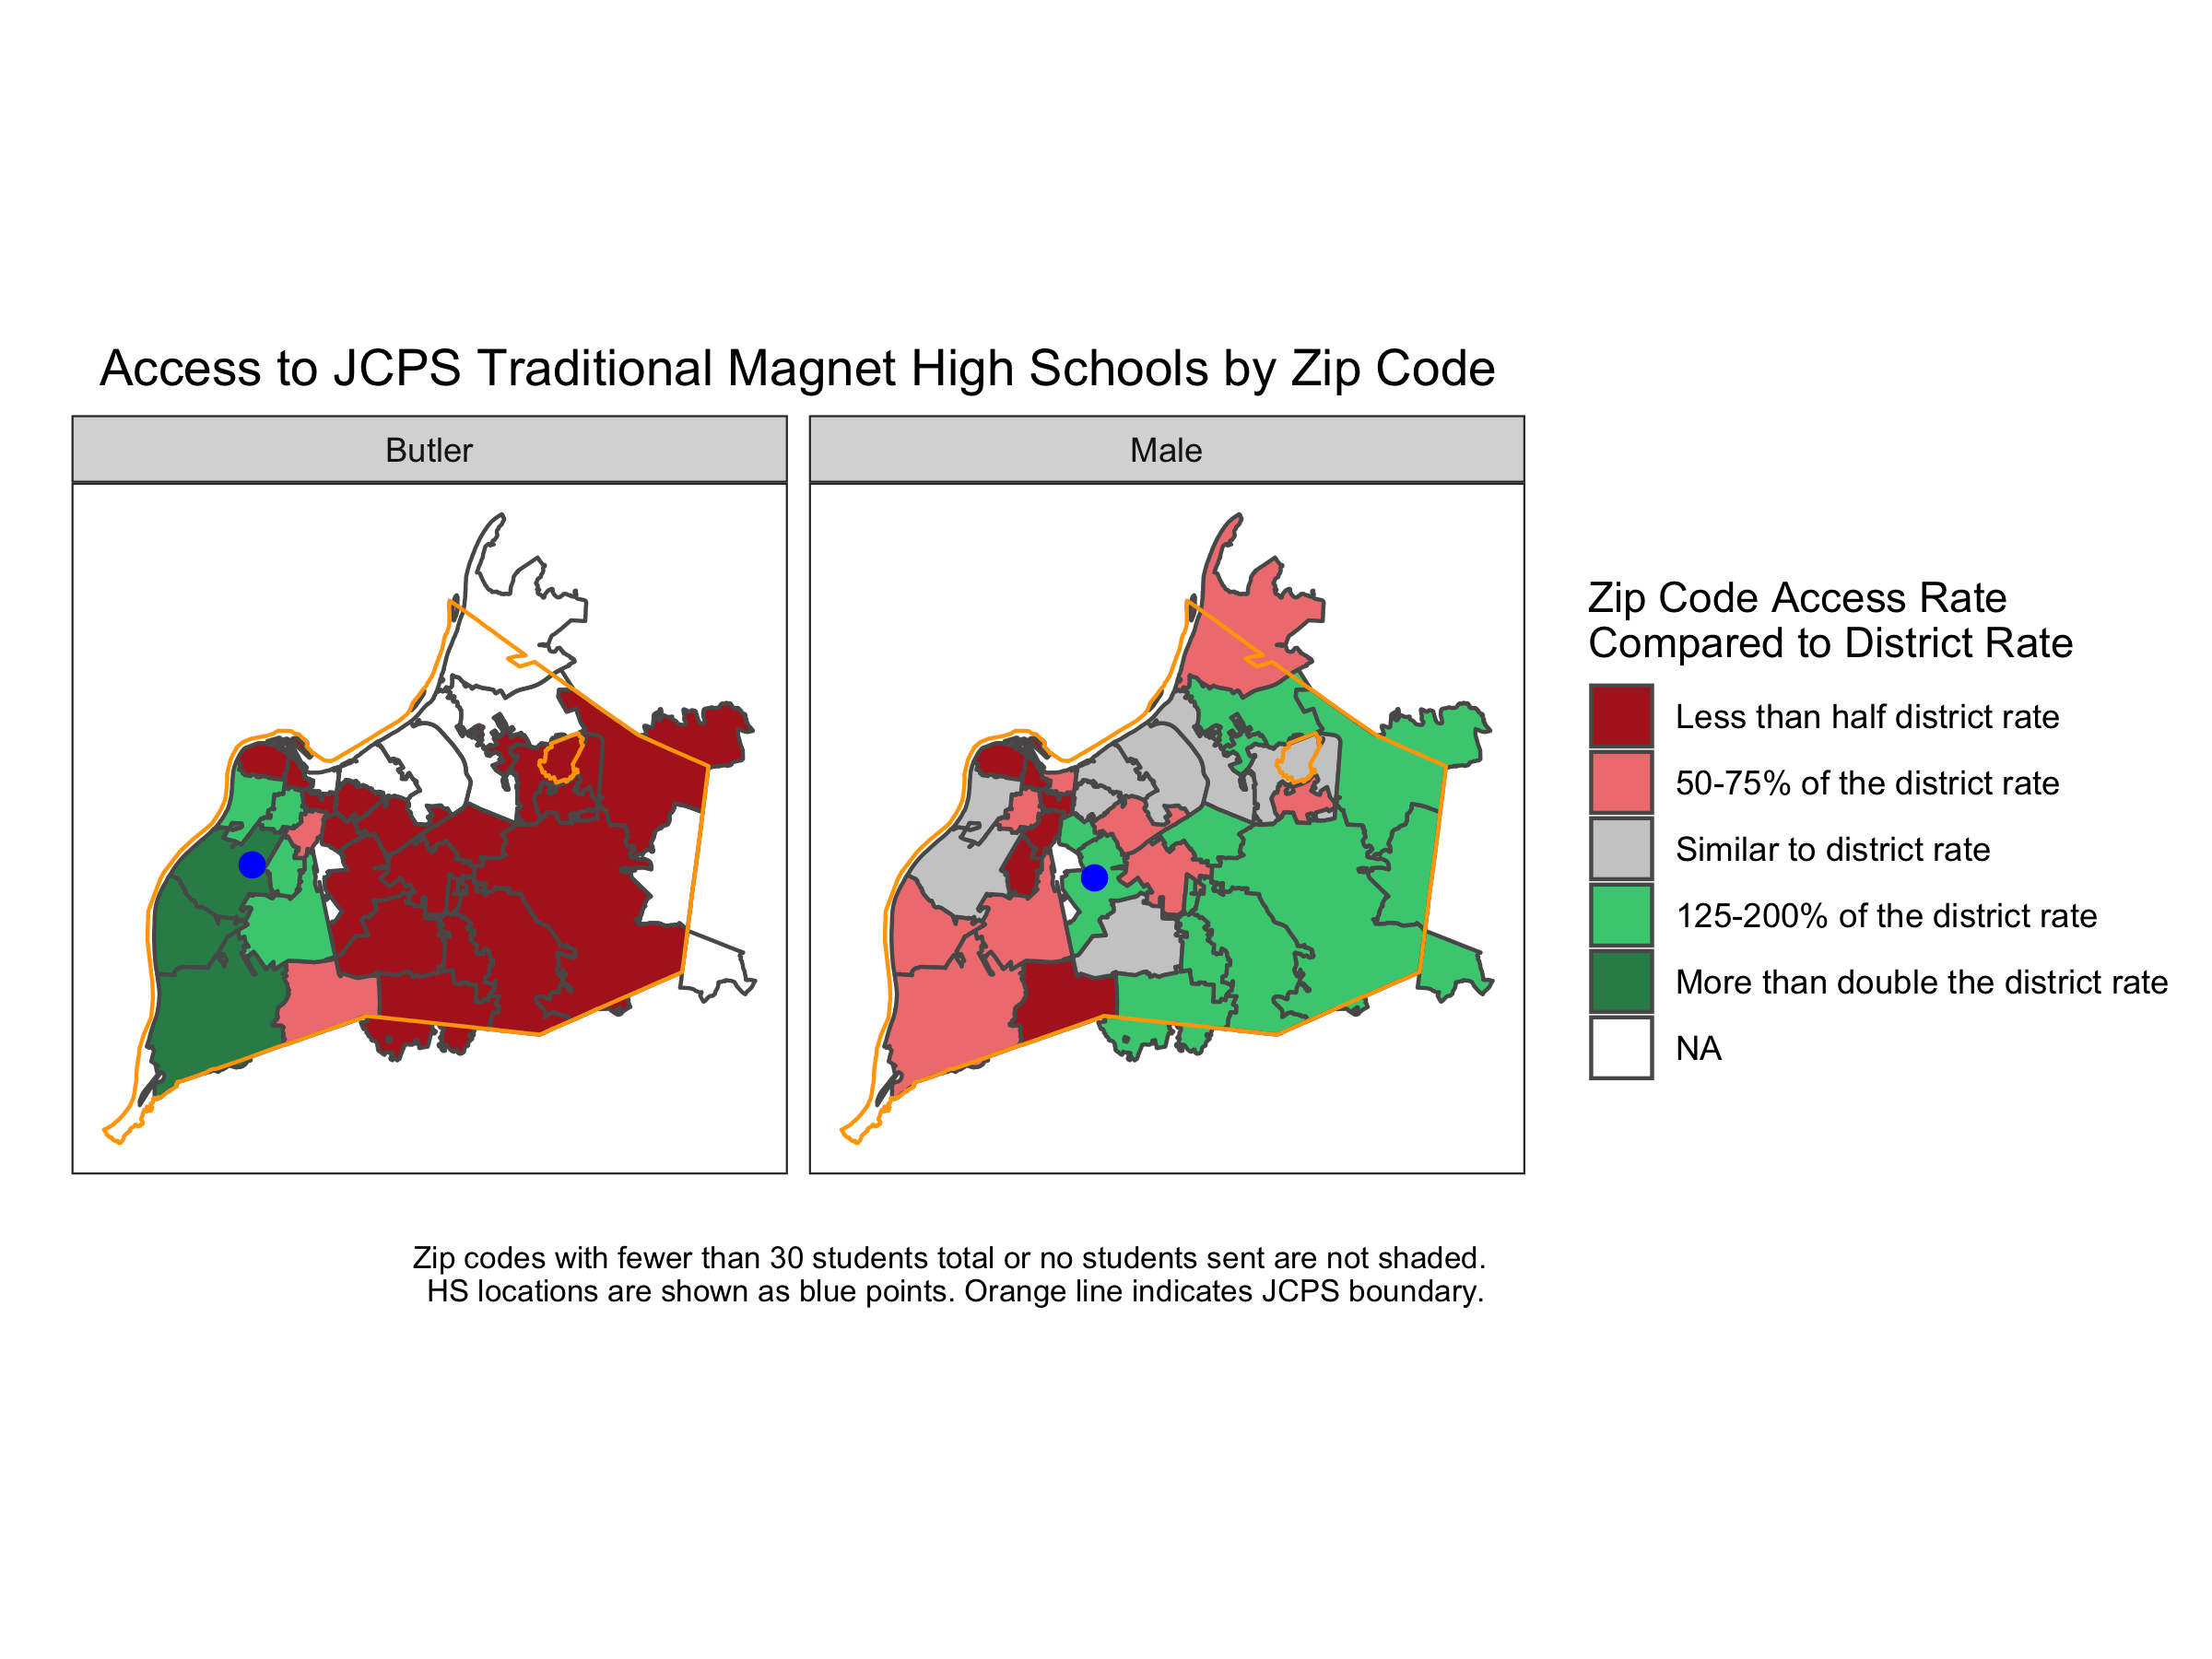 Access to JCPS Traditional Magnet High Schools by Zip Code
Butler
Male
Zip Code Access Rate
Compared to District Rate
Less than half district rate
50-75% of the district rate
Similar to district rate
125-200% of the district rate
More than double the district rate
NA
Zip codes with fewer than 30 students total or no students sent are not shaded.
HS locations are shown as blue points. Orange line indicates JCPS boundary.